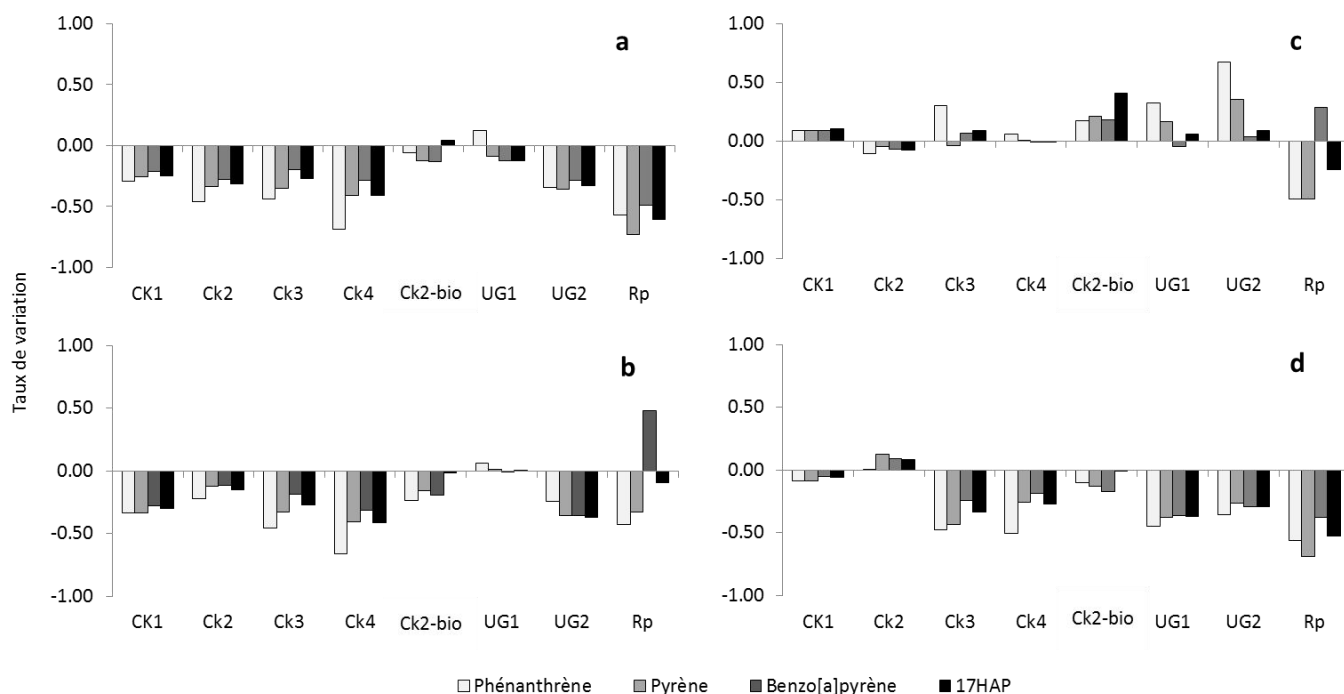 Taux de variation
1.00
0.50
0.00
-0.50
-1.00
a
CK1 Ck2 Ck3 Ck4 Ck2-bio UG1 UG2 Rp
1.00
0.50
0.00
-0.50
-1.00
c
CK1 Ck2 Ck3 Ck4 Ck2-bio UG1 UG2 Rp
1.00
0.50
0.00
-0.50
-1.00
b
CK1 Ck2 Ck3 Ck4 Ck2-bio UG1 UG2 Rp
1.00
0.50
0.00
-0.50
-1.00
d
CK1 Ck2 Ck3 Ck4 Ck2-bio UG1 UG2 Rp
Phénanthrène Pyrène Benzo[a]pyrène 17HAP